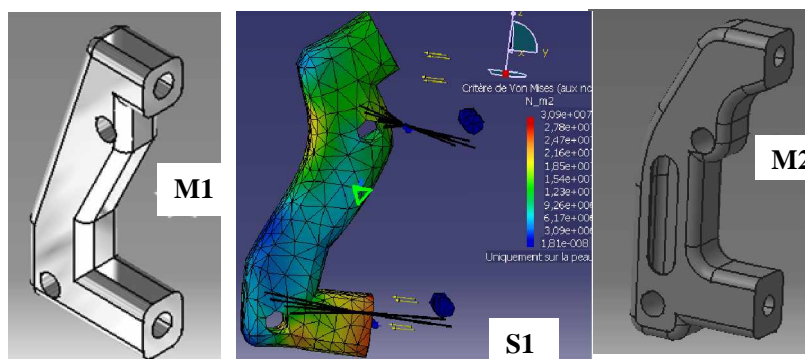 M1
z
y
x
Critère de Von Mises (aux no
N_m2
3,09e+007
2,78e+007
2,47e+007
2,16e+007
1,85e+007
1,54e+007
1,23e+007
9,26e+006
6,17e+006
3,09e+006
1,81e-008
Uniquement sur la peau
S1
M2